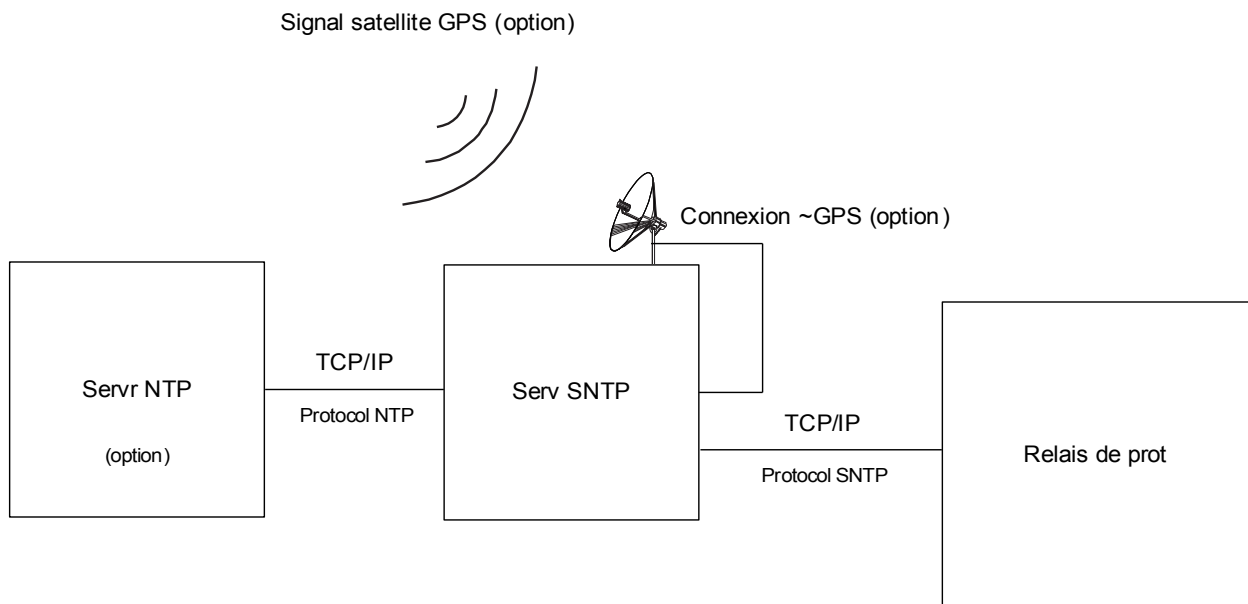 Signal satellite GPS (option)
Connexion ~GPS (option)
Servr NTP
(option)
TCP/IP
Protocol NTP
Serv SNTP
TCP/IP
Protocol SNTP
Relais de prot